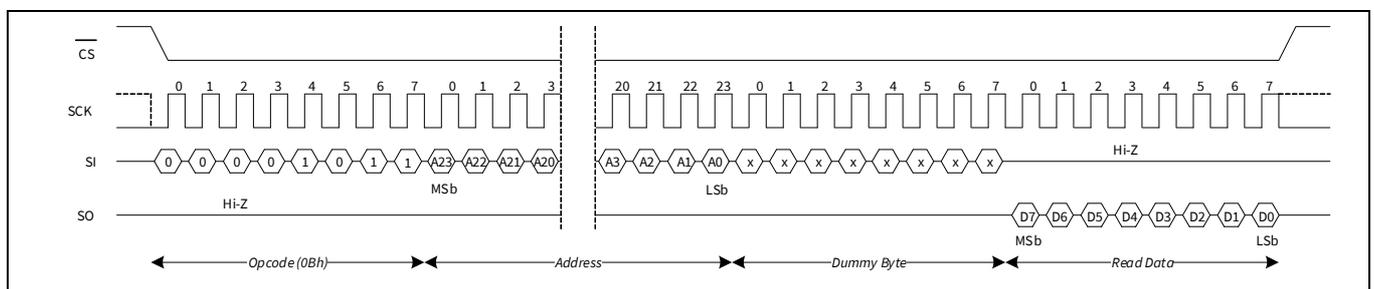 CS
0 1 2 3 4 5 6 7 0 1 2 3 20 21 22 23 0 1 2 3 4 5 6 7 0 1 2 3 4 5 6 7
SCK
Hi-Z
SI 0 0 0 0 1 0 1 1 A23 A22 A21 A20 A3 A2 A1 A0 x x x x x x x x
MSb LSb
Hi-Z
SO D7 D6 D5 D4 D3 D2 D1 D0
MSb LSb
Opcode (0Bh) Address Dummy Byte Read Data